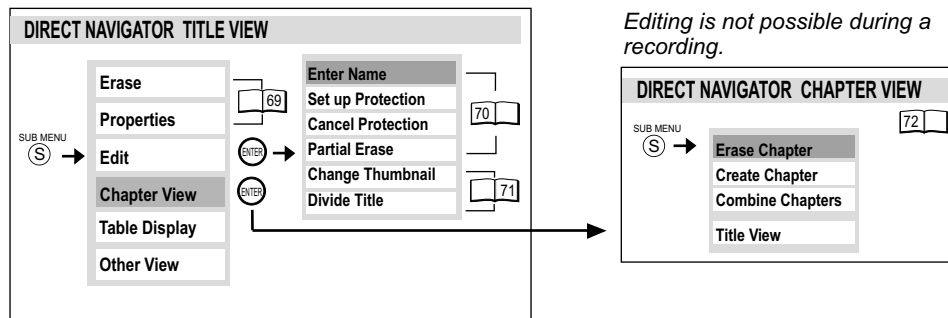 DIRECT NAVIGATOR TITLE VIEW
SUB MENU
S
Erase
Properties
Edit
Chapter View
Table Display
Other View
69
ENTER
ENTER
Enter Name
Set up Protection
Cancel Protection
Partial Erase
Change Thumbnail
Divide Title
70
71
Editing is not possible during a
recording.
DIRECT NAVIGATOR CHAPTER VIEW
72
SUB MENU
S
Erase Chapter
Create Chapter
Combine Chapters
Title View